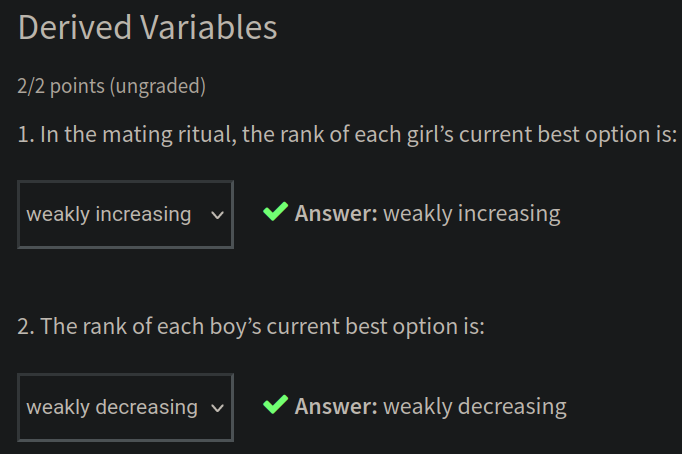 Derived Variables
2/2 points (ungraded)
1. In the mating ritual, the rank of each girl’s current best option is:
weakly increasing
Answer: weakly increasing
2. The rank of each boy’s current best option is:
weakly decreasing
Answer: weakly decreasing